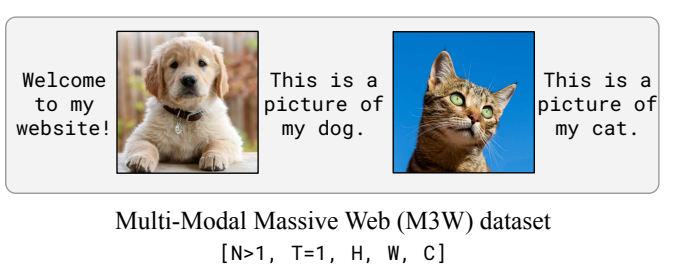 Welcome
to my
website!
This is a
picture of
my dog.
This is a
picture of
my cat.
Multi-Modal Massive Web (M3W) dataset
[N>1, T=1, H, W, C]